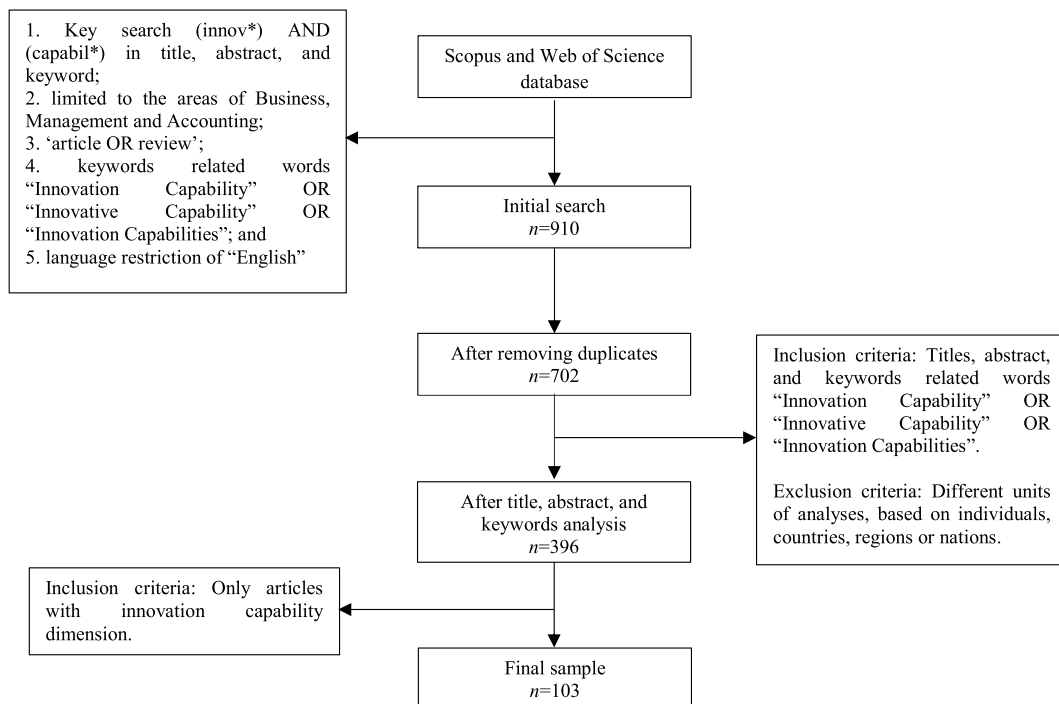 1. Key search (innov*) AND
(capabil*) in title, abstract, and
keyword;
2. limited to the areas of Business,
Management and Accounting;
3. ‘article OR review’;
4. keywords related words
“Innovation Capability” OR
“Innovative Capability” OR
“Innovation Capabilities”; and
5. language restriction of “English”
Scopus and Web of Science
database
Initial search
n=910
After removing duplicates
n=702
Inclusion criteria: Titles, abstract,
and keywords related words
“Innovation Capability” OR
“Innovative Capability” OR
“Innovation Capabilities”.
Exclusion criteria: Different units
of analyses, based on individuals,
countries, regions or nations.
After title, abstract, and
keywords analysis
n=396
Inclusion criteria: Only articles
with innovation capability
dimension.
Final sample
n=103